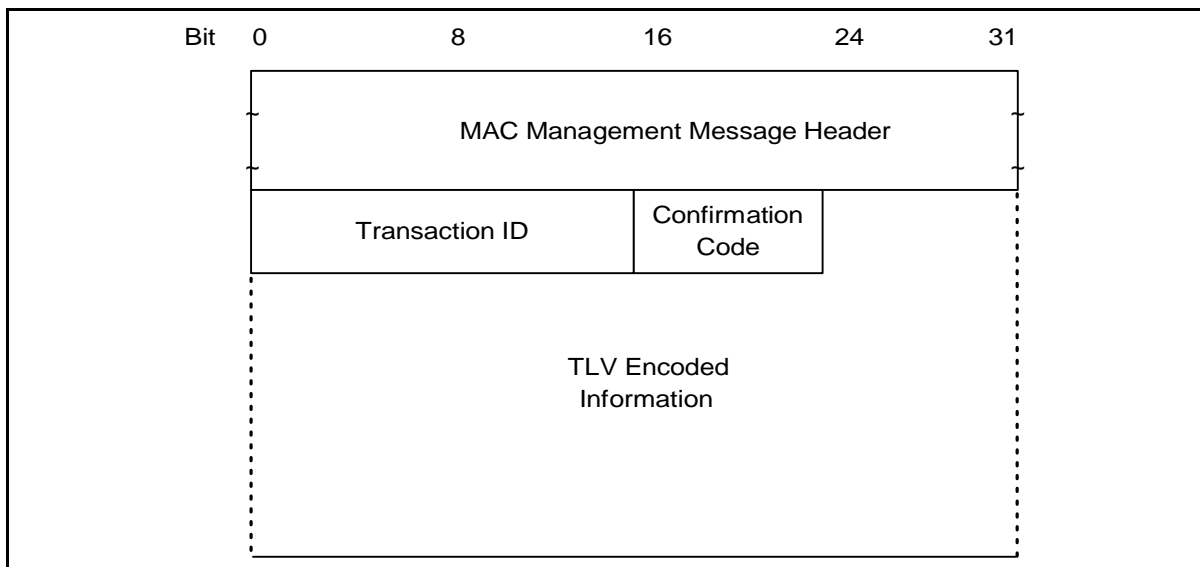 Bit 0 8 16 24 31
MAC Management Message Header
Transaction ID
Confirmation
Code
TLV Encoded
Information